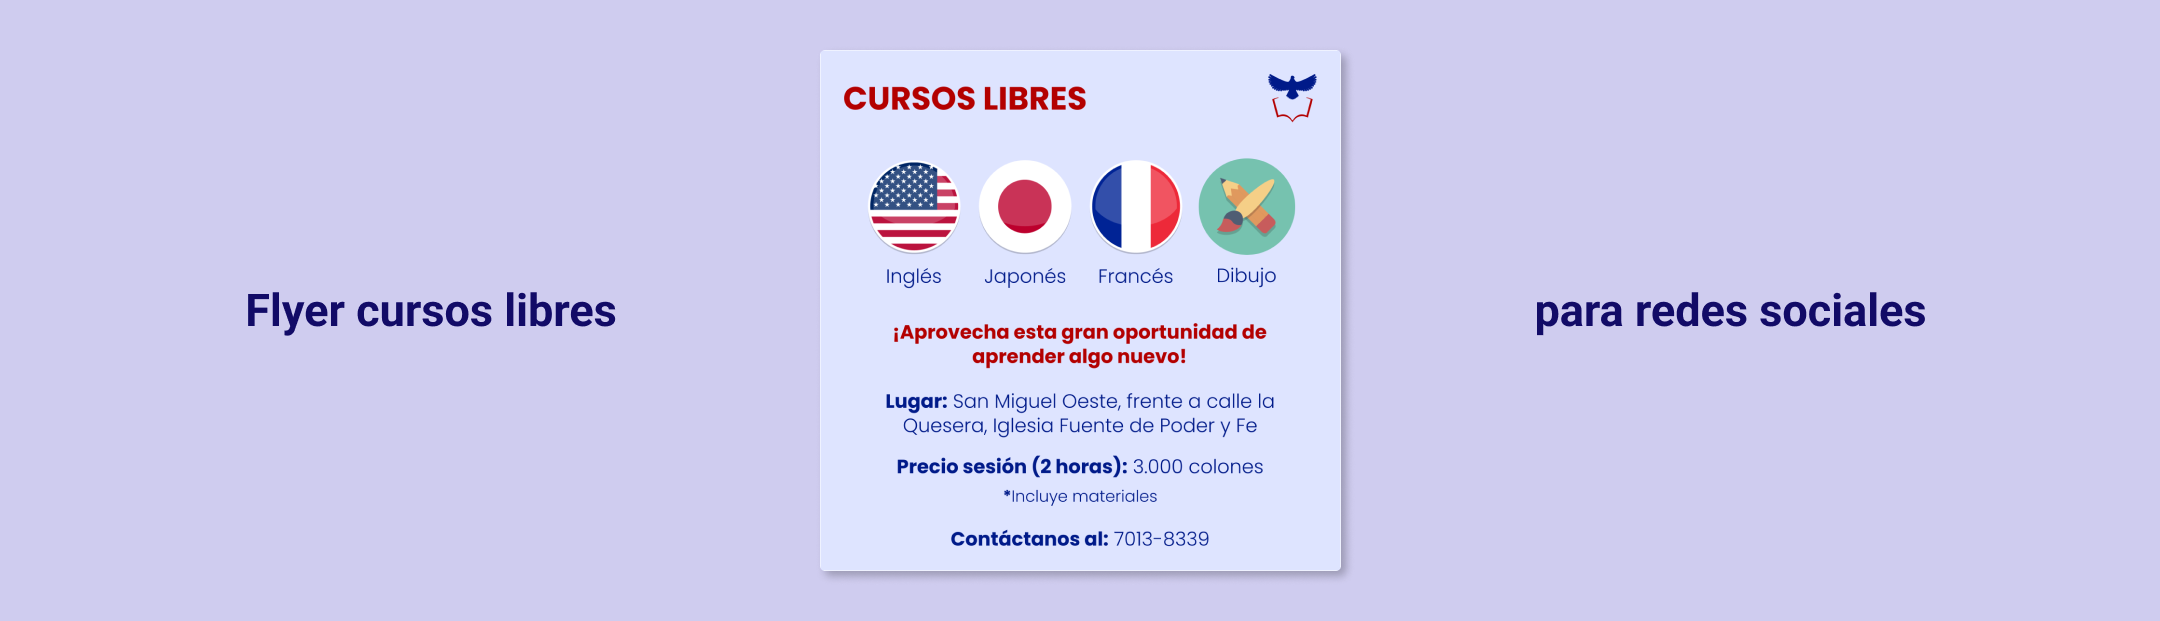 Flyer cursos libres
CURSOS LIBRES
Inglés
Japonés
Francés
Dibujo
¡Aprovecha esta gran oportunidad de
aprender algo nuevo!
Lugar: San Miguel Oeste, frente a calle la
Quesera, Iglesia Fuente de Poder y Fe
Precio sesión (2 horas): 3.000 colones
*Incluye materiales
Contáctanos al: 7013-8339
para redes sociales